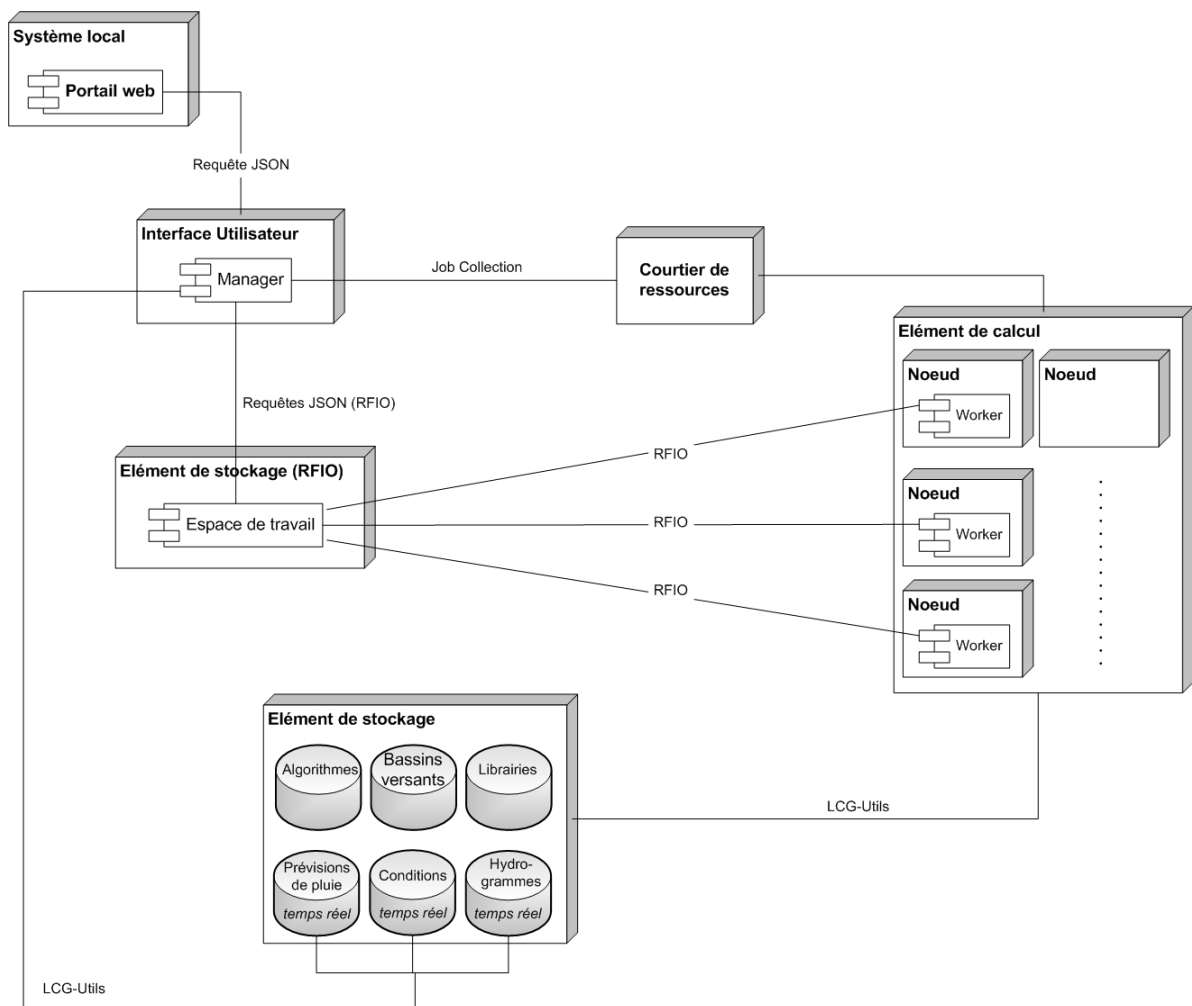 Système local
Portail web
Requête JSON
Interface Utilisateur
Manager
Job Collection
Courtier de
ressources
Elément de calcul
Noeud
Worker
Noeud
Requêtes JSON (RFIO)
Elément de stockage (RFIO)
Espace de travail
RFIO
RFIO
RFIO
Noeud
Worker
Noeud
Worker
Elément de stockage
Algorithmes
Bassins
versants
Librairies
Prévisions
de pluie
temps réel
Conditions
temps réel
Hydro-
grammes
temps réel
LCG-Utils
LCG-Utils